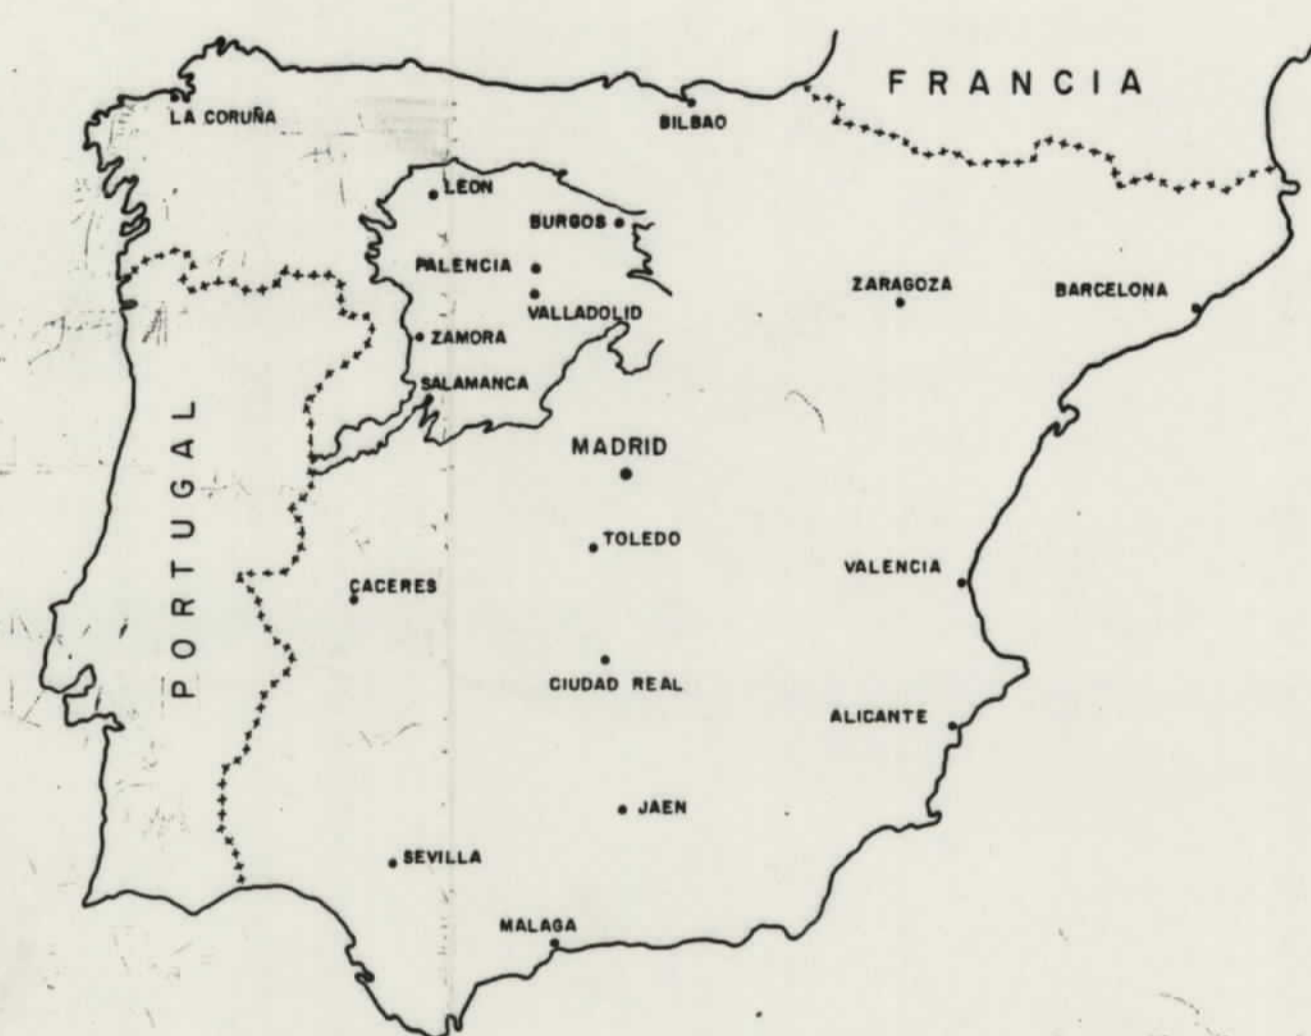 FRANCIA
LA CORUÑA
BILBAO
LEON
BURGOS
PALENCIA
ZARAGOZA
BARCELONA
VALLADOLID
ZAMORA
SALAMANCA
PORTUGAL
MADRID
TOLEDO
VALENCIA
CACERES
CIUDAD REAL
ALICANTE
JAEN
SEVILLA
MALAGA